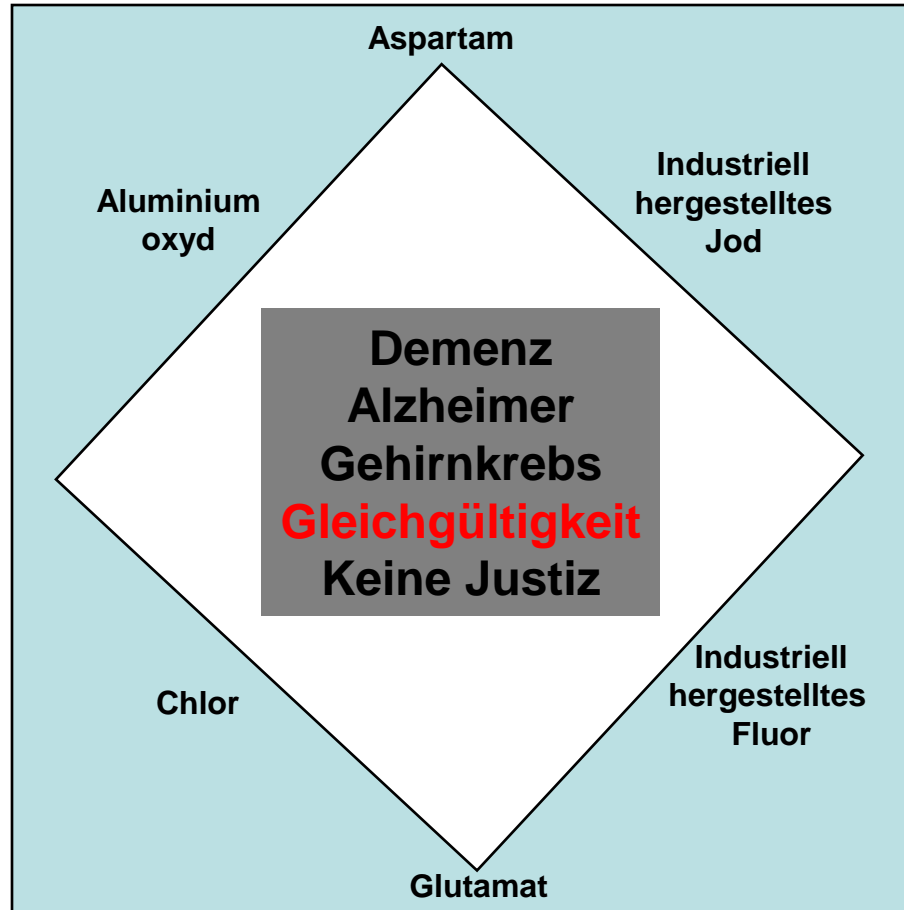 Aspartam
Industriell
hergestelltes
Jod
Aluminium
oxyd
Demenz
Alzheimer
Gehirnkrebs
Gleichgültigkeit
Keine Justiz
Industriell
hergestelltes
Fluor
Chlor
Glutamat